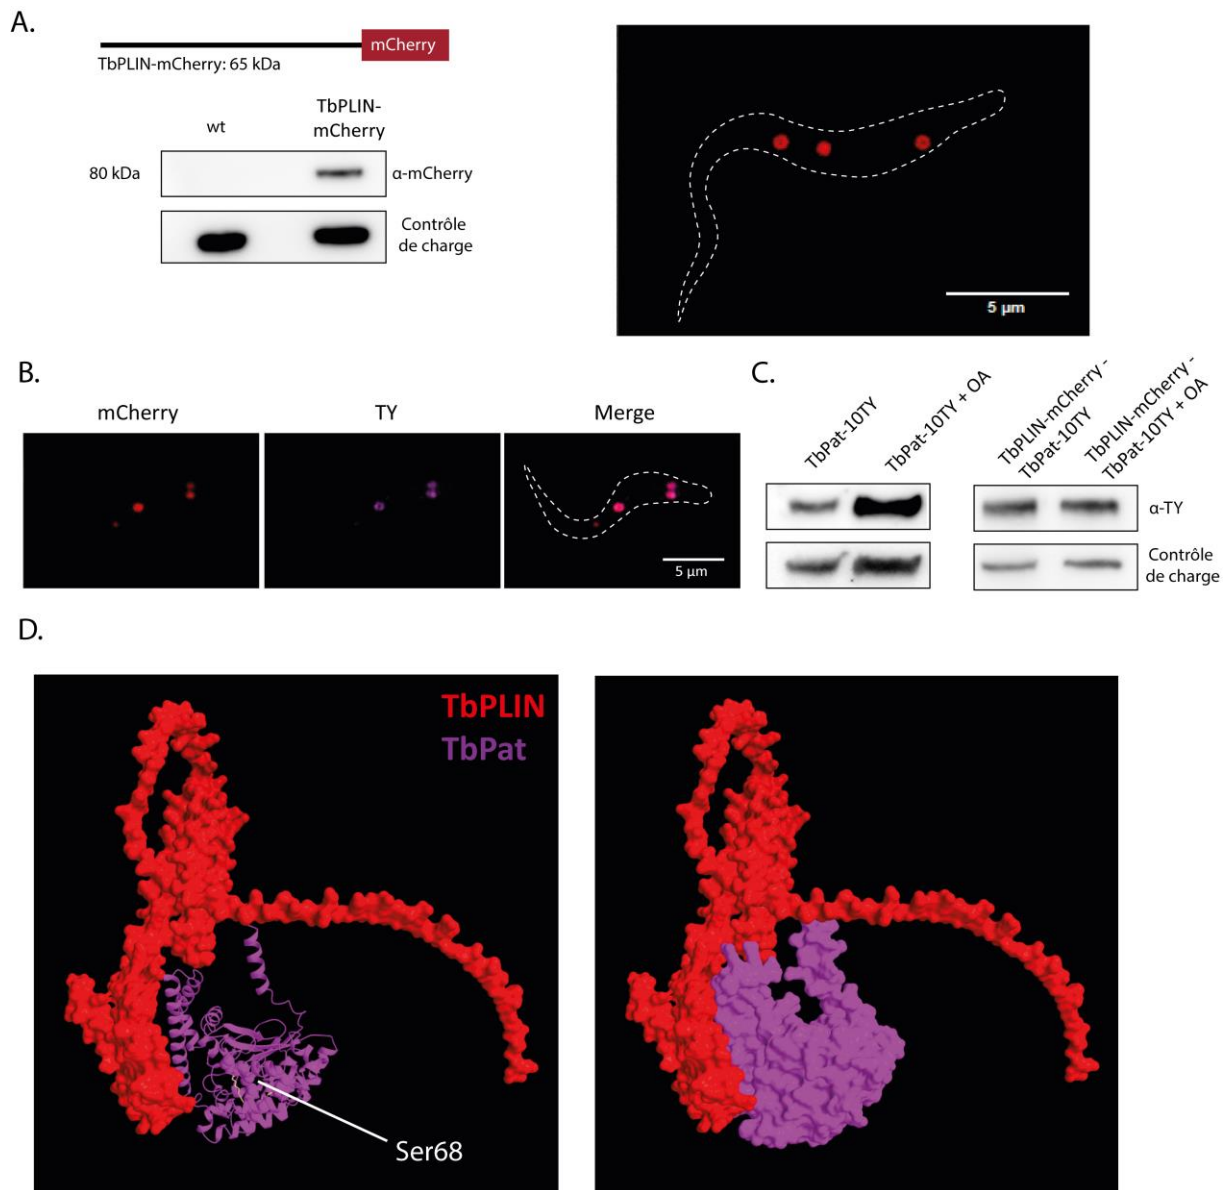 A.
mCherry
TbPLIN-mCherry: 65 kDa
wt
TbPLIN-
mCherry
80 kDa
α-mCherry
Contrôle
de charge
5 µm
B.
mCherry
TY
Merge
5 µm
C.
TbPat-10TY
TbPat-10TY + OA
TbPLIN-mCherry -
TbPat-10TY
TbPLIN-mCherry -
TbPat-10TY + OA
α-TY
Contrôle
de charge
D.
TbPLIN
TbPat
Ser68